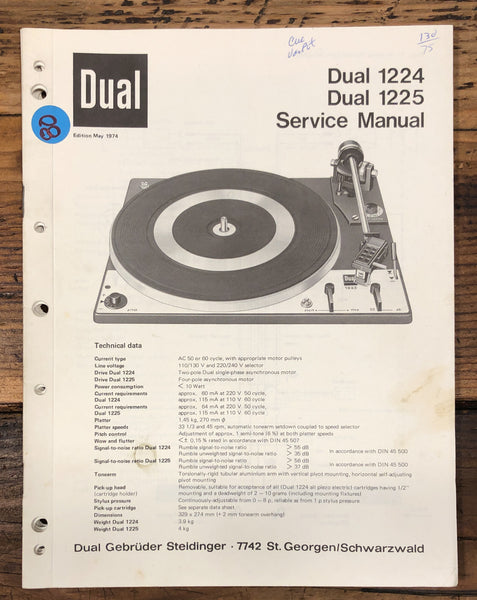 Cue
130
75
Dual
Dual 1224
Dual 1225
Service Manual
80
Edition May 1974
Dual
1225
Technical data
Current type AC 50 or 60 cycle, with appropriate motor pulleys
Line voltage 110/130 V and 220/240 V selector
Drive Dual 1224 Two-pole Dual single-phase asynchronous motor,
Drive Dual 1225 Four-pole asynchronous motor
Power consumption < 10 Watt
Current requirements approx. 60 mA at 220 V 50 cycle,
Dual 1224 approx. 115 mA at 110 V 60 cycle
Current requirements approx. 64 mA at 220 V 50 cycle,
Dual 1225 approx. 115 mA at 110 V 60 cycle
Platter 1,45 kg, 270 mm ø
Platter speeds 33 1/3 and 45 rpm, automatic tonearm setdown coupled to speed selector
Pitch control Adjustment of approx. 1 semi-tone (6 %) at both platter speeds
Wow and flutter < ± 0,15 % rated in accordance with DIN 45 507
Signal-to-noise ratio Dual 1224 Rumble signal-to-noise ratio > 55 dB
Rumble unweighted signal-to-noise ratio > 35 dB In accordance with DIN 45 500
Signal-to-noise ratio Dual 1225 Rumble signal-to-noise ratio > 56 dB
Rumble unweighted signal-to-noise ratio > 37 dB In accordance with DIN 45 500
Tonearm Torsionally-rigid tubular aluminium arm with vertical pivot mounting, horizontal self-adjusting
pivot mounting
Pick-up head Removable, suitable for acceptance of all (Dual 1224 all piezo electric) cartridges having 1/2"
(cartridge holder) mounting and a deadweight of 2 – 10 grams (including mounting fixtures)
Stylus pressure Continuously-adjustable from 0 – 6 p, reliable response as from 1 p stylus pressure
Pick-up cartridge See separate data sheet.
Dimensions 329 x 274 mm (+ 2 mm tonearm overhang)
Weight Dual 1224 3.9 kg
Weight Dual 1225 4 kg
Dual Gebrüder Steidinger · 7742 St. Georgen/Schwarzwald